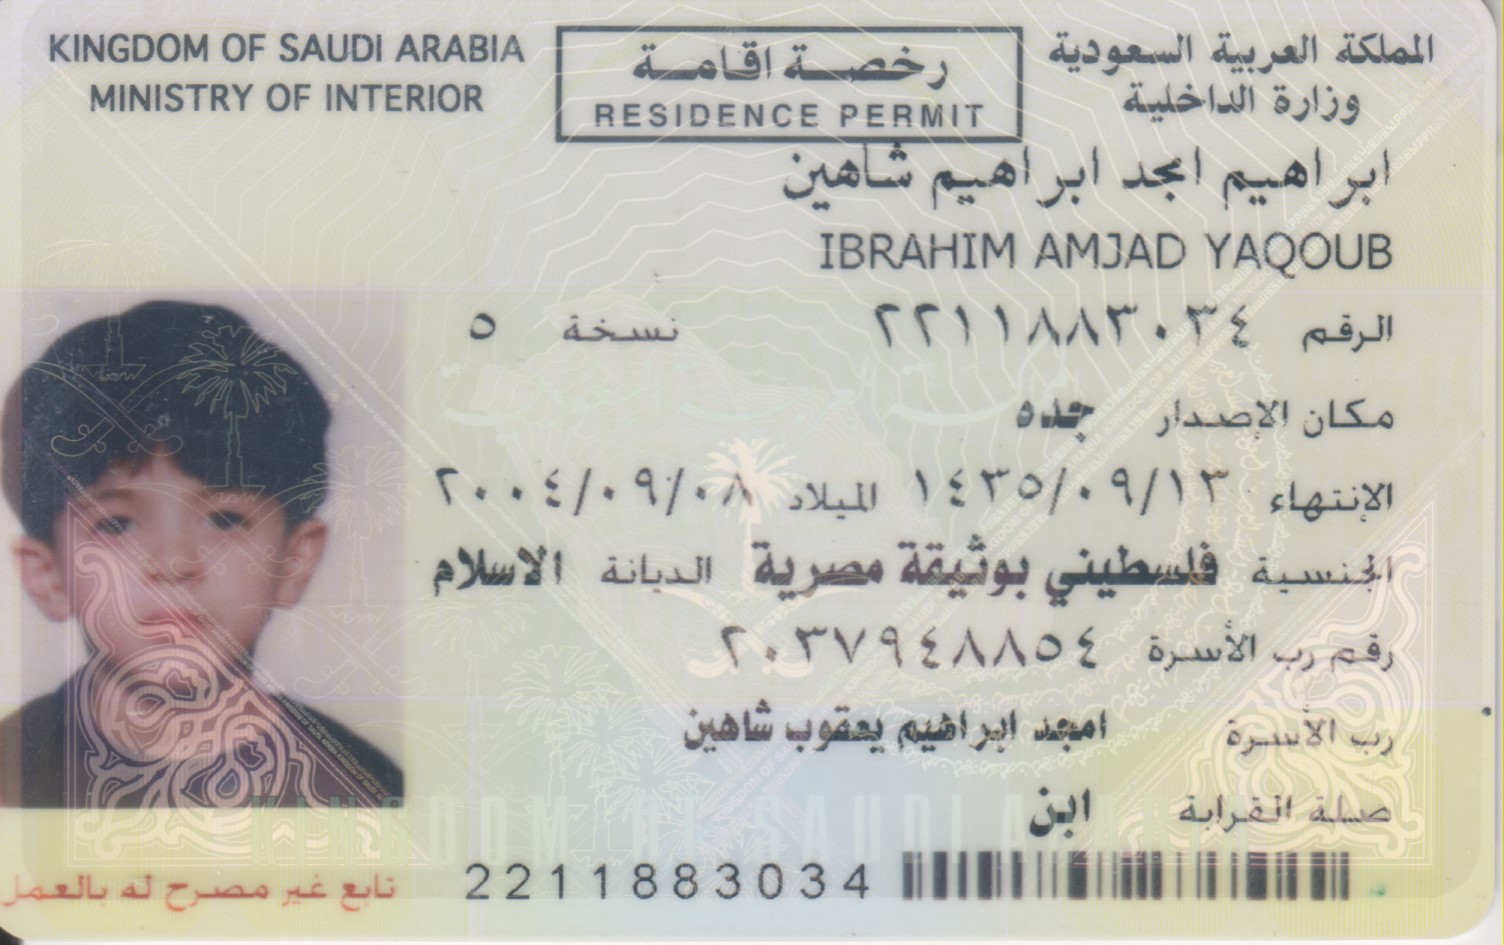 KINGDOM OF SAUDI ARABIA
MINISTRY OF INTERIOR
رخصة اقامة
RESIDENCE PERMIT
المملكة العربية السعودية
وزارة الداخلية
ابراهيم امجد ابراهيم شاهين
IBRAHIM AMJAD YAQOUB
الرقم ٢٢١١٨٨٣٠٣٤ نسخة ٥
مكان الإصدار جده
الإنتهاء ١٤٣٥/٠٩/١٣ الميلاد ٢٠٠٤/٠٩/٠٨
الجنسية فلسطيني بوثيقة مصرية الديانة الاسلام
رقم رب الأسرة ٢٠٣٧٩٤٨٨٥٤
رب الأسرة امجد ابراهيم يعقوب شاهين
صلة القرابة ابن
KINGDOM OF SAUDI ARABIA
2211883034
تابع غير مصرح له بالعمل